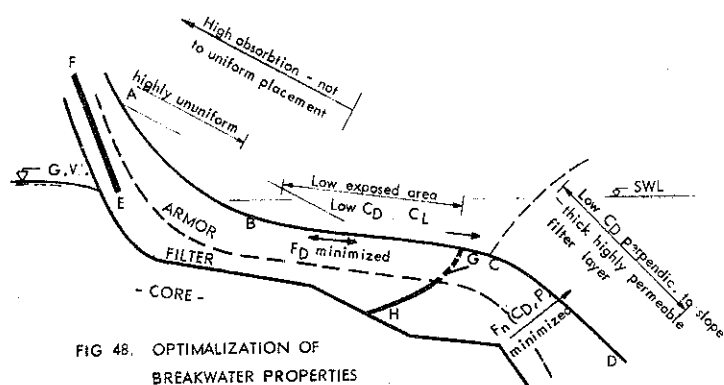 High absorbtion - not
to uniform placement
F
A
highly ununiform
G.V.
SWL
Low exposed area
Low CD CL
Low CD perpendic. to slope
-thick highly permeable
filter layer
E
ARMOR
B
FD minimized
G
C
FILTER
Fn(CD, P)
minimized
- CORE -
H
D
FIG 48. OPTIMALIZATION OF
BREAKWATER PROPERTIES